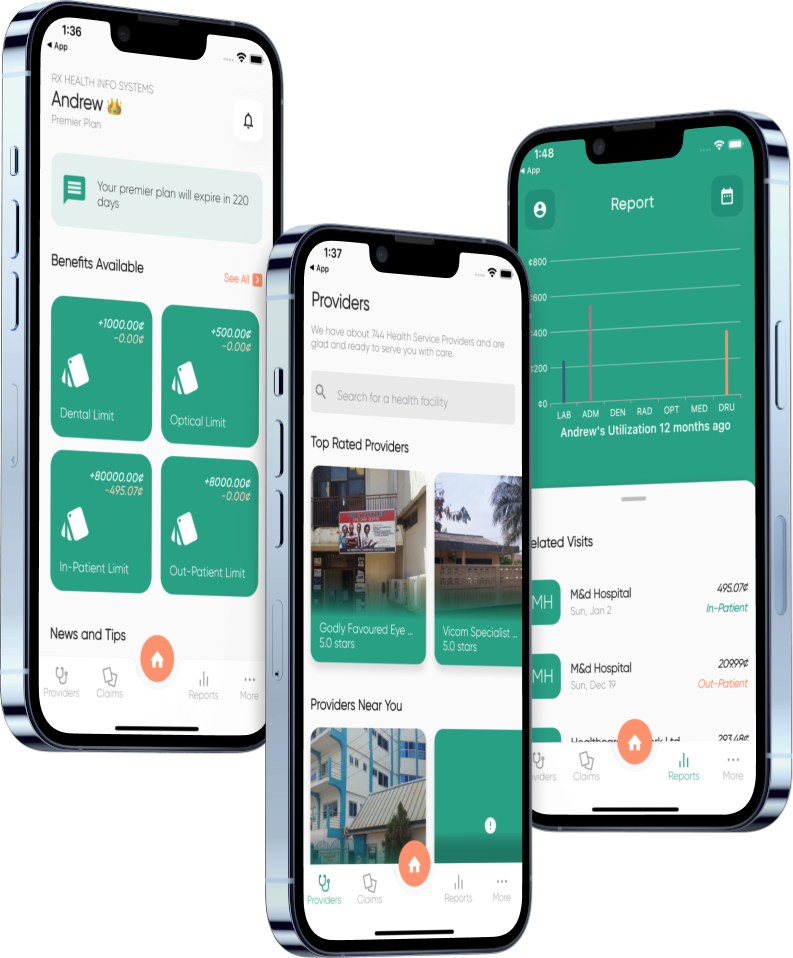 1:36
App
RX HEALTH INFO SYSTEMS
Andrew
Premier Plan
Your premier plan will expire in 220
days
Benefits Available
See All
+1000.00¢
-0.00¢
Dental Limit
+500.00¢
-0.00¢
Optical Limit
+80000.00¢
-495.07¢
In-Patient Limit
+8000.00¢
-0.00¢
Out-Patient Limit
News and Tips
Providers
Claims
Reports
More
1:37
App
Providers
We have about 744 Health Service Providers and are
glad and ready to serve you with care.
Search for a health facility
Top Rated Providers
Godly Favoured Eye ...
5.0 stars
Vicom Specialist ...
5.0 stars
Providers Near You
Providers
Claims
Reports
More
1:48
App
Report
¢800
¢600
¢400
¢200
¢0
LAB ADM DEN RAD OPT MED DRU
Andrew's Utilization 12 months ago
elated Visits
MH
M&d Hospital
Sun, Jan 2
495.07¢
In-Patient
MH
M&d Hospital
Sun, Dec 19
209.99¢
Out-Patient
293.48¢
viders
Claims
Reports
More